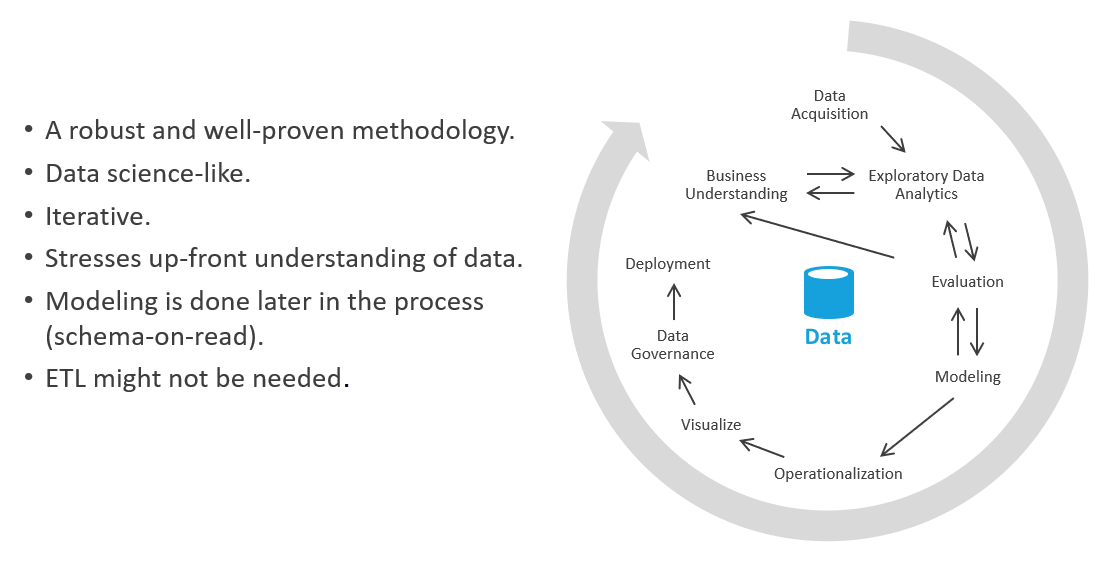 • A robust and well-proven methodology.
• Data science-like.
• Iterative.
• Stresses up-front understanding of data.
• Modeling is done later in the process
(schema-on-read).
• ETL might not be needed.
Data
Acquisition
Business
Understanding
Exploratory Data
Analytics
Deployment
Evaluation
Data
Data
Governance
Modeling
Visualize
Operationalization